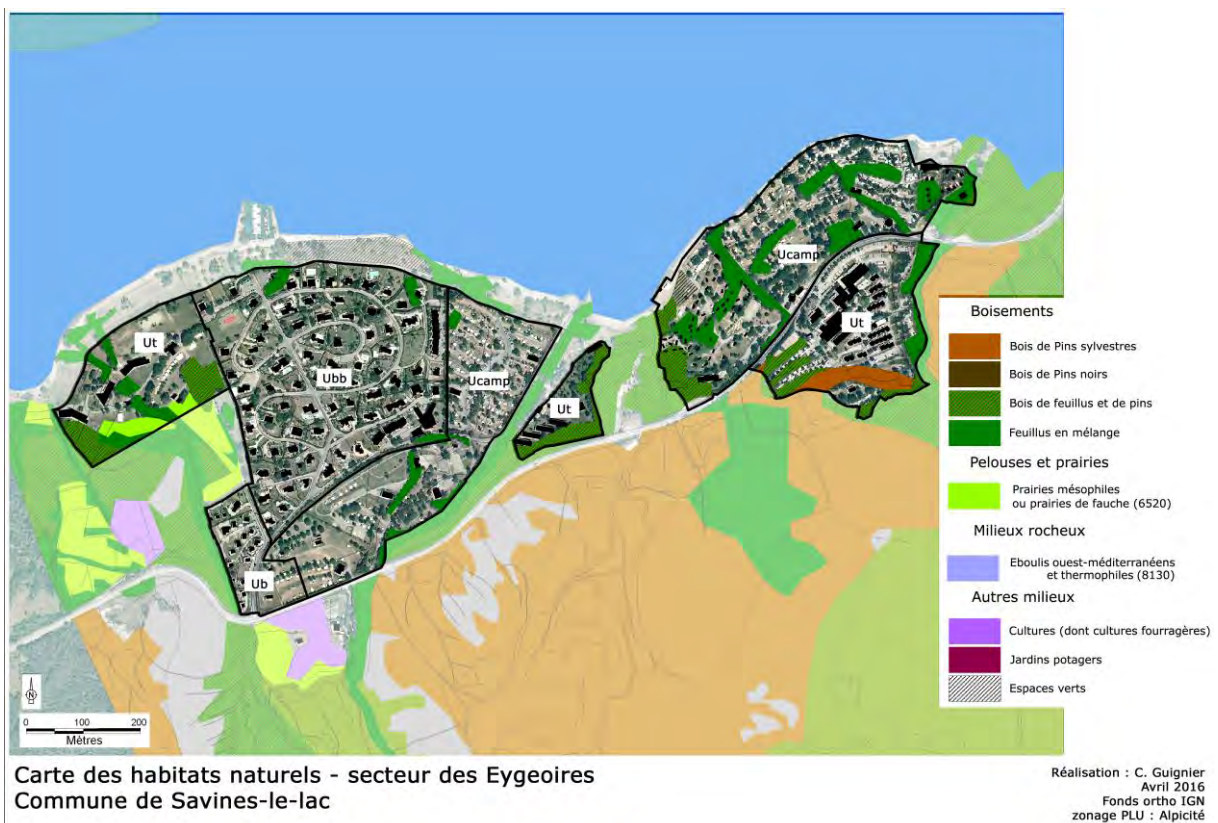 Ut
Ubb
Ucamp
Ut
Ub
Ucamp
Ut
Boisements
Bois de Pins sylvestres
Bois de Pins noirs
Bois de feuillus et de pins
Feuillus en mélange
Pelouses et prairies
Prairies mésophiles
ou prairies de fauche (6520)
Milieux rocheux
Eboulis ouest-méditerranéens
et thermophiles (8130)
Autres milieux
Cultures (dont cultures fourragères)
Jardins potagers
Espaces verts
N
0 100 200
Mètres
Carte des habitats naturels - secteur des Eygeoires
Commune de Savines-le-lac
Réalisation : C. Guignier
Avril 2016
Fonds ortho IGN
zonage PLU : Alpicité